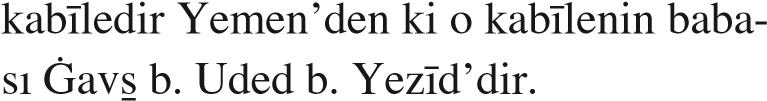 kabīledir Yemen’den ki o kabīlenin baba-
sı Ġavs̱ b. Uded b. Yezīd’dir.